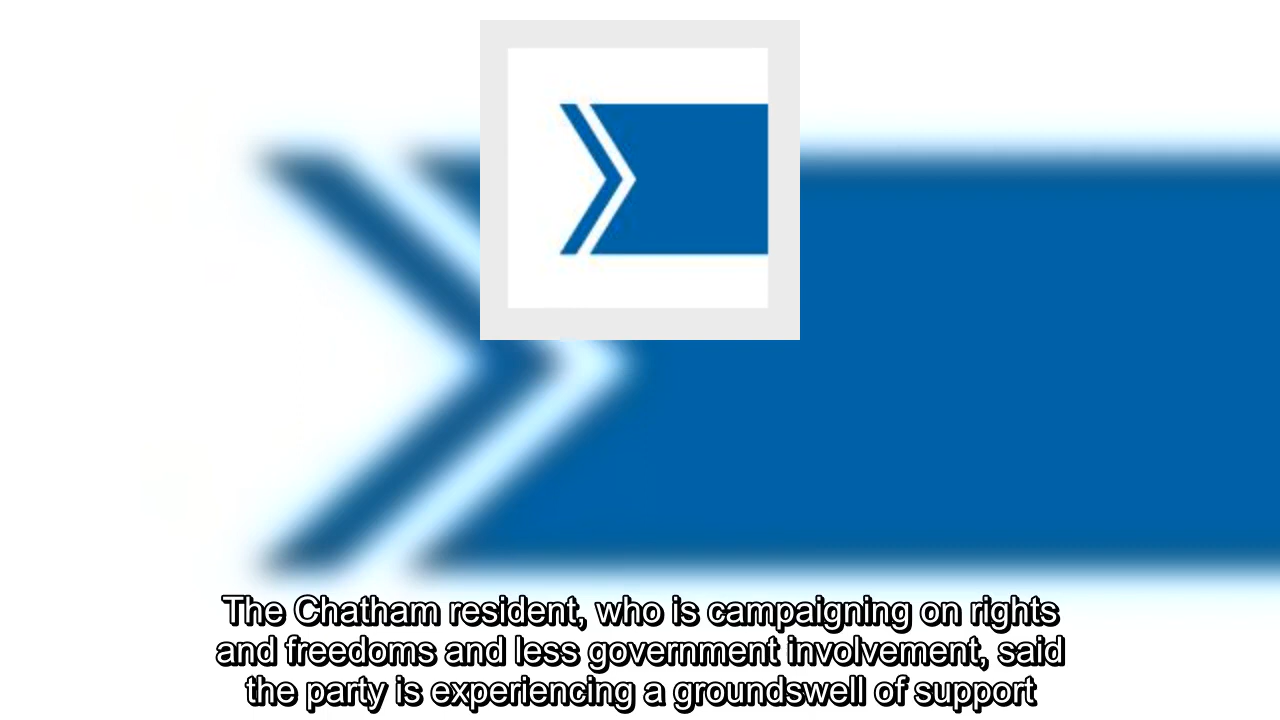 The Chatham resident, who is campaigning on rights
and freedoms and less government involvement, said
the party is experiencing a groundswell of support